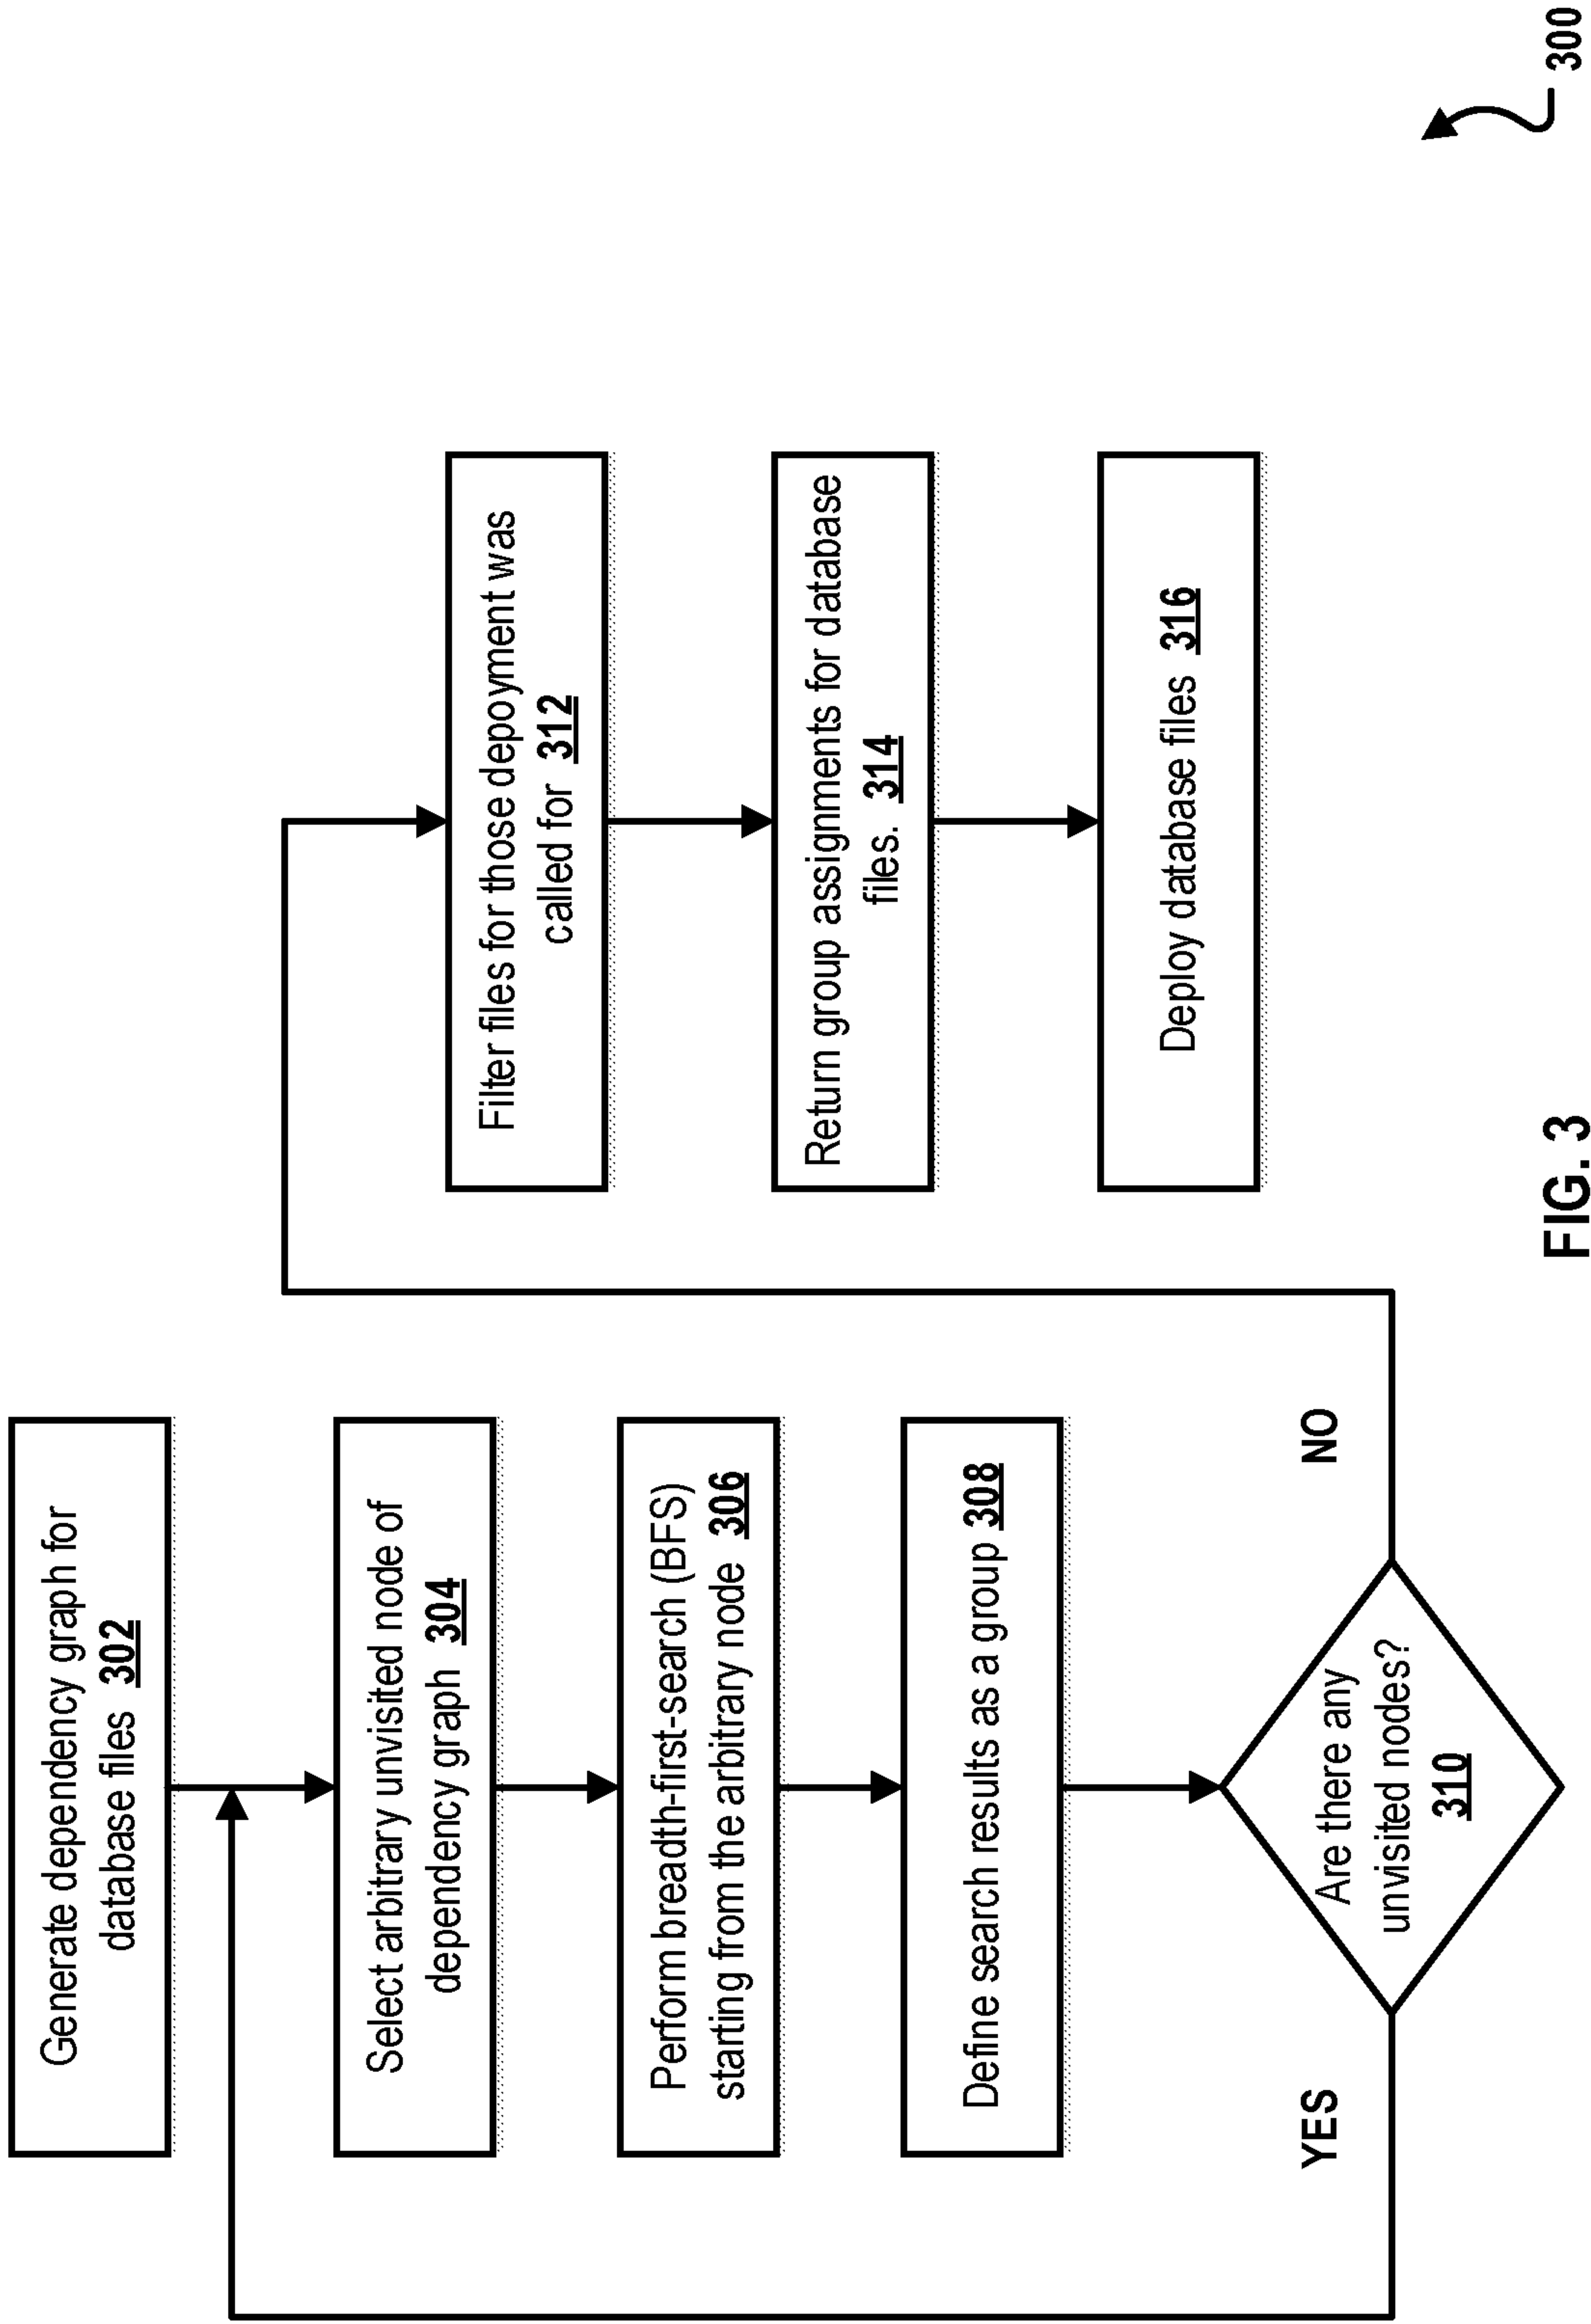 Generate dependency graph for
database files 302
Select arbitrary unvisited node of
dependency graph 304
Perform breadth-first-search (BFS)
starting from the arbitrary node 306
Define search results as a group 308
Are there any
unvisited nodes?
310
YES
NO
Filter files for those depoyment was
called for 312
Return group assignments for database
files. 314
Deploy database files 316
300
FIG. 3